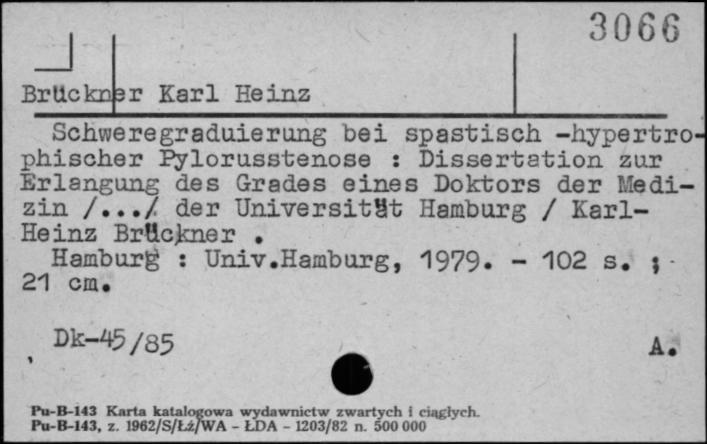 3066
Brückner Karl Heinz
Schweregraduierung bei spastisch -hypertro-
phischer Pylorusstenose : Dissertation zur
Erlangung des Grades eines Doktors der Medi-
zin /.../ der Universität Hamburg / Karl-
Heinz Brückner .
Hamburg : Univ.Hamburg, 1979. - 102 s. ;
21 cm.
Dk-45/85
A.
Pu-B-143 Karta katalogowa wydawnictw zwartych i ciągłych.
Pu-B-143, z. 1962/S/Łź/WA - ŁDA - 1203/82 n. 500 000